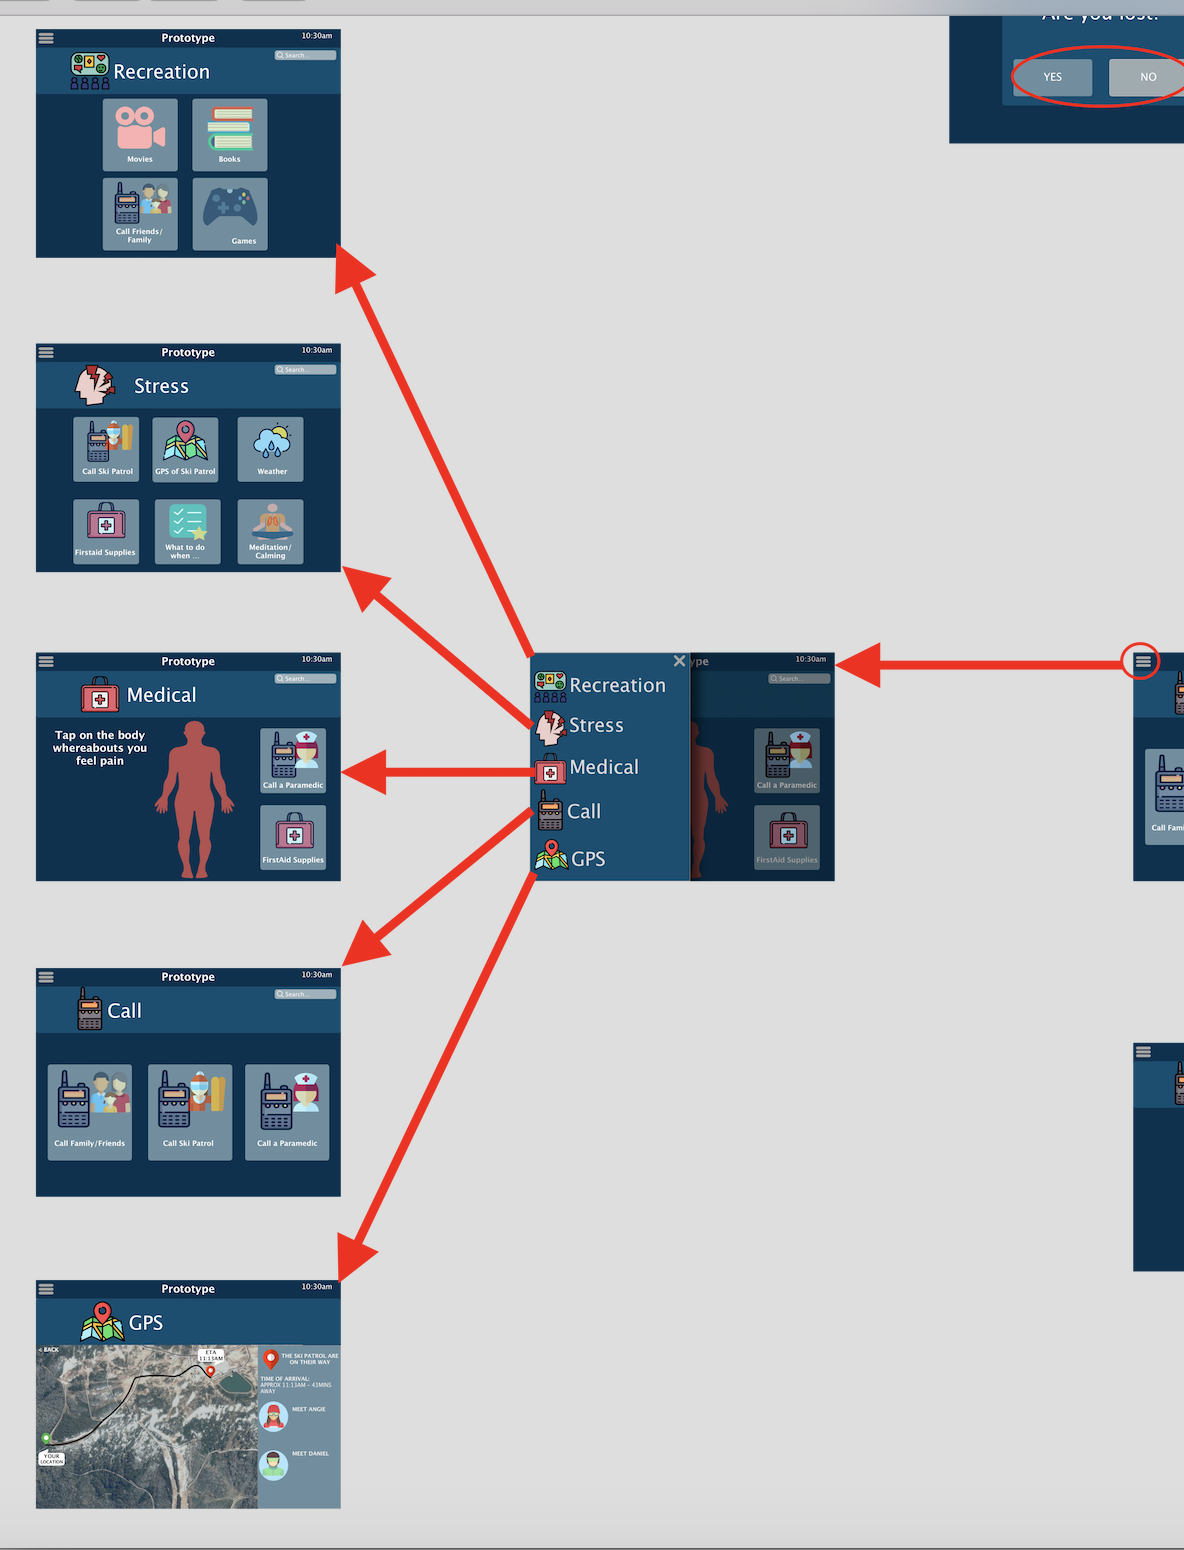 Are you lost?
YES
NO
Prototype
10:30am
Search...
Recreation
Movies
Books
Call Friends/
Family
Games
Prototype
10:30am
Search...
Stress
Call Ski Patrol
GPS of Ski Patrol
Weather
Firstaid Supplies
What to do
when ...
Meditation/
Calming
Prototype
10:30am
Search...
Medical
Tap on the body
whereabouts you
feel pain
Call a Paramedic
FirstAid Supplies
ype
10:30am
Search...
Recreation
Stress
Medical
Call
GPS
Call a Paramedic
FirstAid Supplies
Call Fami
Prototype
10:30am
Search...
Call
Call Family/Friends
Call Ski Patrol
Call a Paramedic
Prototype
10:30am
GPS
< BACK
ETA
11:13AM
YOUR
LOCATION
THE SKI PATROL ARE
ON THEIR WAY
TIME OF ARRIVAL:
APPROX 11:13AM - 43MINS
AWAY
MEET ANGIE
MEET DANIEL